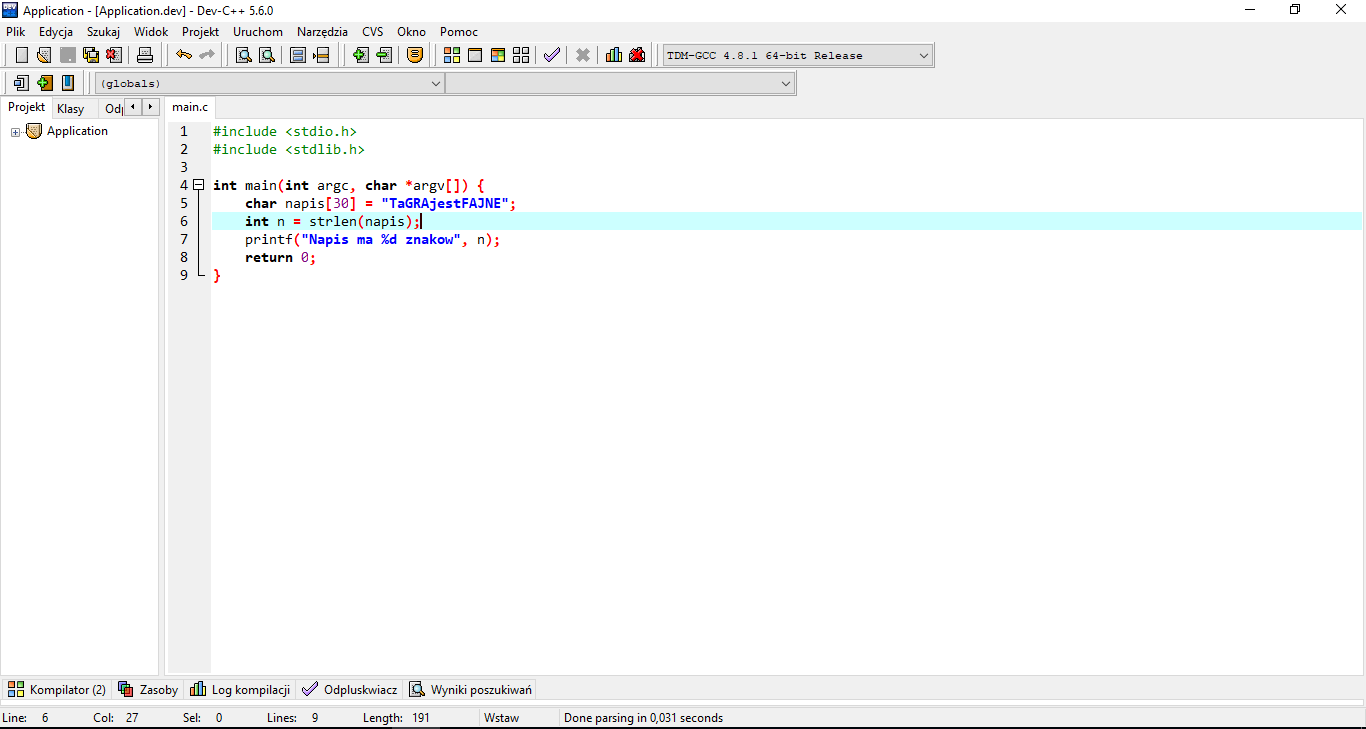 Application - [Application.dev] - Dev-C++ 5.6.0
Plik Edycja Szukaj Widok Projekt Uruchom Narzędzia CVS Okno Pomoc
TDM-GCC 4.8.1 64-bit Release
(globals)
Projekt Klasy main.c
Application
1 #include <stdio.h>
2 #include <stdlib.h>
3
4 int main(int argc, char *argv[]) {
5 char napis[30] = "TaGRAjestFAJNE";
6 int n = strlen(napis);
7 printf("Napis ma %d znakow", n);
8 return 0;
9 }
Kompilator (2) Zasoby Log kompilacji Odpluskwiacz Wyniki poszukiwań
Line: 6 Col: 27 Sel: 0 Lines: 9 Length: 191 Wstaw Done parsing in 0,031 seconds